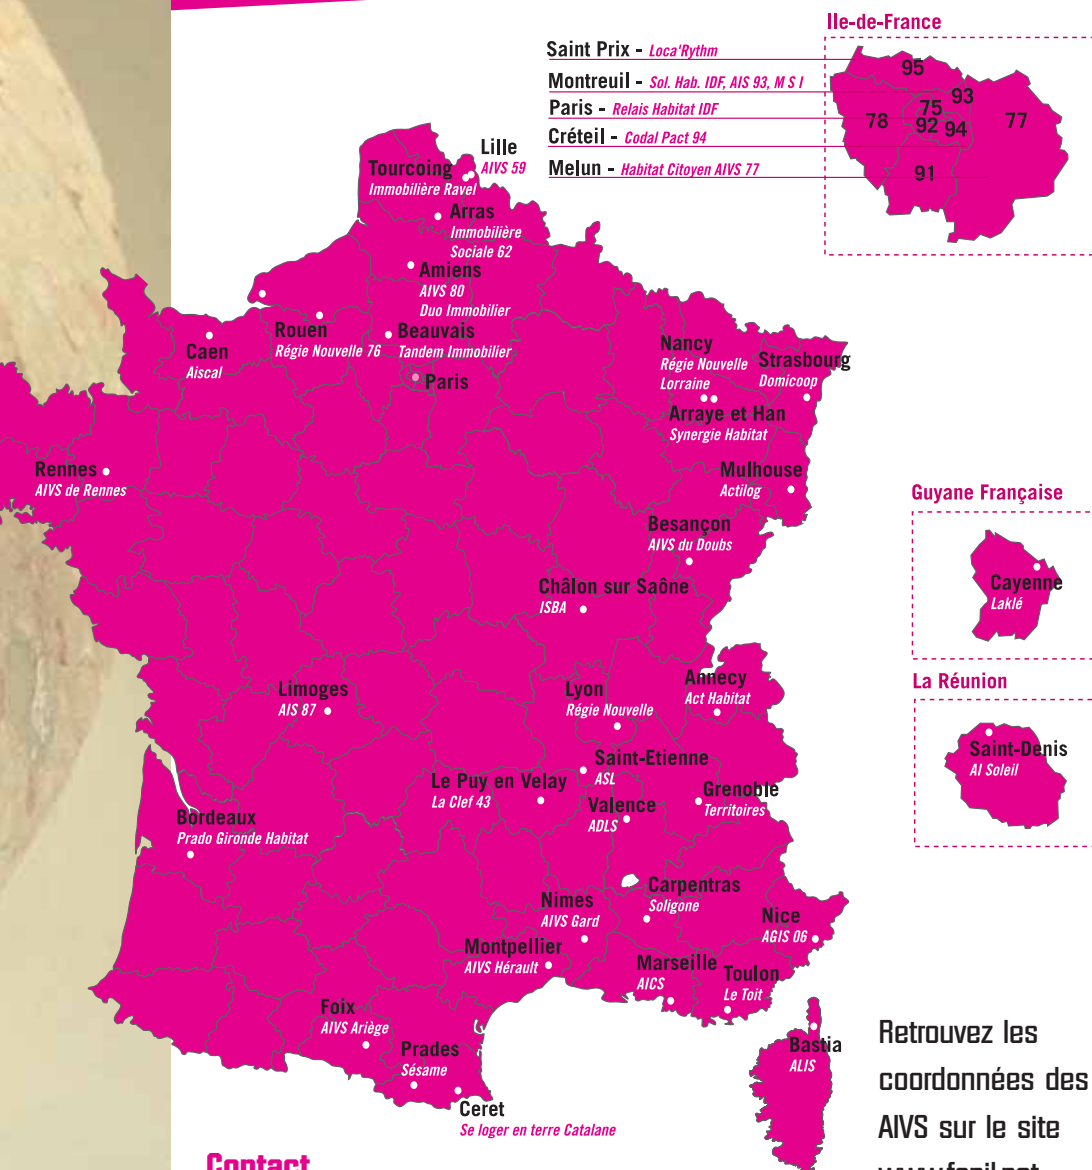 Ile-de-France
Saint Prix - Loca'Rythm
Montreuil - Sol. Hab. IDF, AIS 93, M S I
Paris - Relais Habitat IDF
Créteil - Codal Pact 94
Melun - Habitat Citoyen AIVS 77
95
93
75
78
92
94
77
91
Lille
AIVS 59
Tourcoing
Immobilière Ravel
Arras
Immobilière
Sociale 62
Amiens
AIVS 80
Duo Immobilier
Rouen
Régie Nouvelle 76
Beauvais
Tandem Immobilier
Caen
Aiscal
Paris
Nancy
Régie Nouvelle
Lorraine
Strasbourg
Domicoop
Arraye et Han
Synergie Habitat
Rennes
AIVS de Rennes
Mulhouse
Actilog
Besançon
AIVS du Doubs
Châlon sur Saône
ISBA
Guyane Française
Cayenne
Laklé
La Réunion
Saint-Denis
AI Soleil
Limoges
AIS 87
Lyon
Régie Nouvelle
Annecy
Act Habitat
Saint-Etienne
ASL
Le Puy en Velay
La Clef 43
Valence
ADLS
Grenoble
Territoires
Bordeaux
Prado Gironde Habitat
Carpentras
Soligone
Nimes
AIVS Gard
Nice
AGIS 06
Montpellier
AIVS Hérault
Marseille
AICS
Toulon
Le Toit
Foix
AIVS Ariège
Prades
Sésame
Ceret
Se loger en terre Catalane
Bastia
ALIS
Retrouvez les
coordonnées des
AIVS sur le site
www.fapil.net
Contact